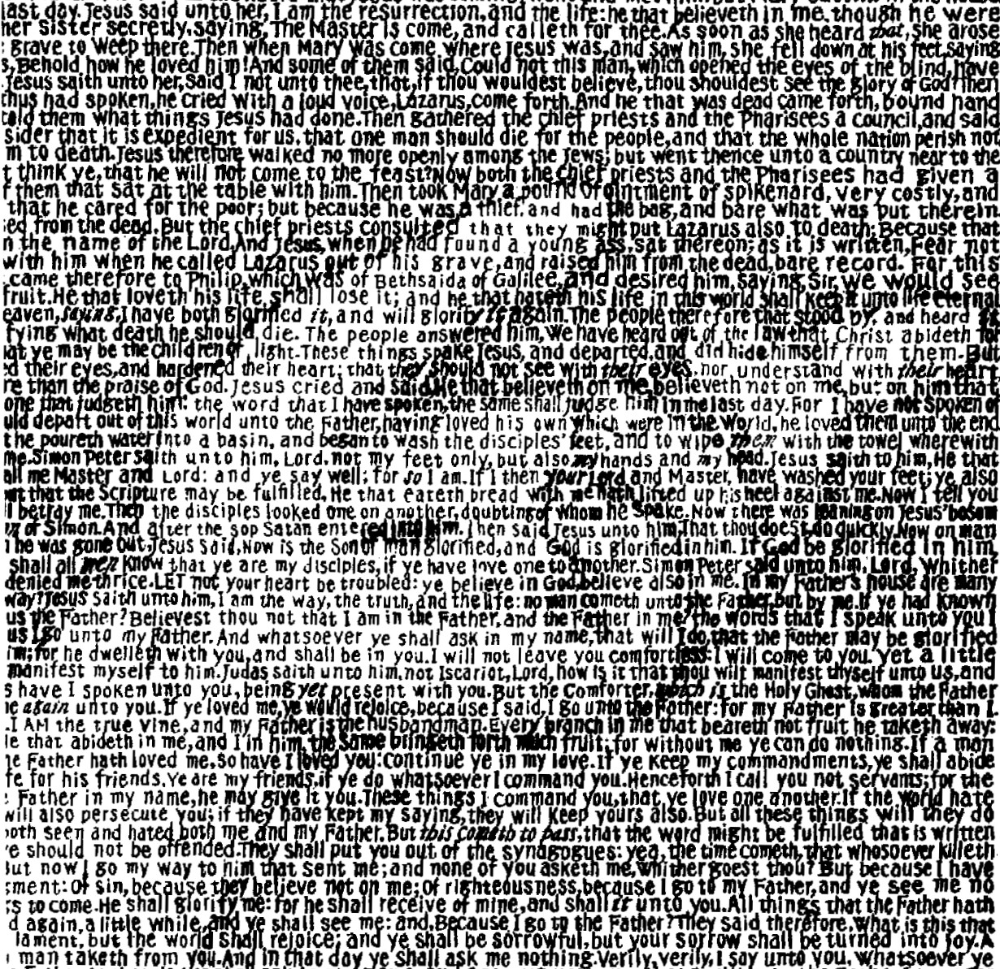 last day. Jesus said unto her, I am the resurrection, and the life: he that believeth in me, though he were
her sister secretly, saying, The Master is come, and calleth for thee. As soon as she heard that, she arose
grave to weep there. Then when Mary was come where Jesus was, and saw him, she fell down at his feet, saying
s, Behold how he loved him! And some of them said, Could not this man, which opened the eyes of the blind, have
Jesus saith unto her, Said I not unto thee, that, if thou wouldest believe, thou shouldest see the glory of God? Then
thus had spoken, he cried with a loud voice, Lazarus, come forth. And he that was dead came forth, bound hand
told them what things Jesus had done. Then gathered the chief priests and the Pharisees a council, and said
sider that it is expedient for us, that one man should die for the people, and that the whole nation perish not
m to death. Jesus therefore walked no more openly among the Jews; but went thence unto a country near to the
t think ye, that he will not come to the feast? Now both the chief priests and the Pharisees had given a
f them that sat at the table with him. Then took Mary a pound of ointment of spikenard, very costly, and
that he cared for the poor; but because he was a thief, and had the bag, and bare what was put therein.
sed from the dead. But the chief priests consulted that they might put Lazarus also to death; Because that
n the name of the Lord. And Jesus, when he had found a young ass, sat thereon; as it is written, Fear not
with him when he called Lazarus out of his grave, and raised him from the dead, bare record. For this
came therefore to Philip, which was of Bethsaida of Galilee, and desired him, saying, Sir, we would see
fruit. He that loveth his life shall lose it; and he that hateth his life in this world shall keep it unto life eternal
eaven, saying, I have both glorified it, and will glorify it again. The people therefore that stood by, and heard it
fying what death he should die. The people answered him, We have heard out of the law that Christ abideth for
hat ye may be the children of light. These things spake Jesus, and departed, and did hide himself from them. But
ed their eyes, and hardened their heart; that they should not see with their eyes, nor understand with their heart
re than the praise of God. Jesus cried and said, He that believeth on me, believeth not on me, but on him that
one that judgeth him: the word that I have spoken, the same shall judge him in the last day. For I have not spoken of
uld depart out of this world unto the Father, having loved his own which were in the world, he loved them unto the end
t he poureth water into a basin, and began to wash the disciples' feet, and to wipe them with the towel wherewith
me. Simon Peter saith unto him, Lord, not my feet only, but also my hands and my head. Jesus saith to him, He that
all me Master and Lord: and ye say well; for so I am. If I then, your Lord and Master, have washed your feet; ye also
ut that the Scripture may be fulfilled, He that eateth bread with me hath lifted up his heel against me. Now I tell you
l betray me. Then the disciples looked one on another, doubting of whom he spake. Now there was leaning on Jesus' bosom
of Simon. And after the sop Satan entered into him. Then said Jesus unto him, That thou doest, do quickly. Now no man
he was gone out, Jesus said, Now is the Son of man glorified, and God is glorified in him. If God be glorified in him,
shall all men know that ye are my disciples, if ye have love one to another. Simon Peter said unto him, Lord, whither
denied me thrice. LET not your heart be troubled: ye believe in God, believe also in me. In my Father's house are many
way? Jesus saith unto him, I am the way, the truth, and the life: no man cometh unto the Father, but by me. If ye had known
us the Father? Believest thou not that I am in the Father, and the Father in me? the words that I speak unto you I
us I go unto my Father. And whatsoever ye shall ask in my name, that will I do, that the Father may be glorified
im; for he dwelleth with you, and shall be in you. I will not leave you comfortless: I will come to you. Yet a little
manifest myself to him. Judas saith unto him, not Iscariot, Lord, how is it that thou wilt manifest thyself unto us, and
s have I spoken unto you, being yet present with you. But the Comforter, which is the Holy Ghost, whom the Father
e again unto you. If ye loved me, ye would rejoice, because I said, I go unto the Father: for my Father is greater than I.
. I AM the true vine, and my Father is the husbandman. Every branch in me that beareth not fruit he taketh away:
le that abideth in me, and I in him, the same bringeth forth much fruit; for without me ye can do nothing. If a man
he Father hath loved me, so have I loved you: continue ye in my love. If ye keep my commandments, ye shall abide
fe for his friends. Ye are my friends, if ye do whatsoever I command you. Henceforth I call you not servants; for the
: Father in my name, he may give it you. These things I command you, that ye love one another. If the world hate
will also persecute you; if they have kept my saying, they will keep yours also. But all these things will they do
both seen and hated both me and my Father. But this cometh to pass, that the word might be fulfilled that is written
e should not be offended. They shall put you out of the synagogues: yea, the time cometh, that whosoever killeth
But now I go my way to him that sent me; and none of you asketh me, Whither goest thou? But because I have
ment: Of sin, because they believe not on me; Of righteousness, because I go to my Father, and ye see me no
gs to come. He shall glorify me: for he shall receive of mine, and shall it unto you. All things that the Father hath
d again, a little while, and ye shall see me: and, Because I go to the Father? They said therefore, What is this that
lament, but the world shall rejoice; and ye shall be sorrowful, but your sorrow shall be turned into joy. A
man taketh from you. And in that day ye shall ask me nothing. Verily, verily, I say unto you, Whatsoever ye